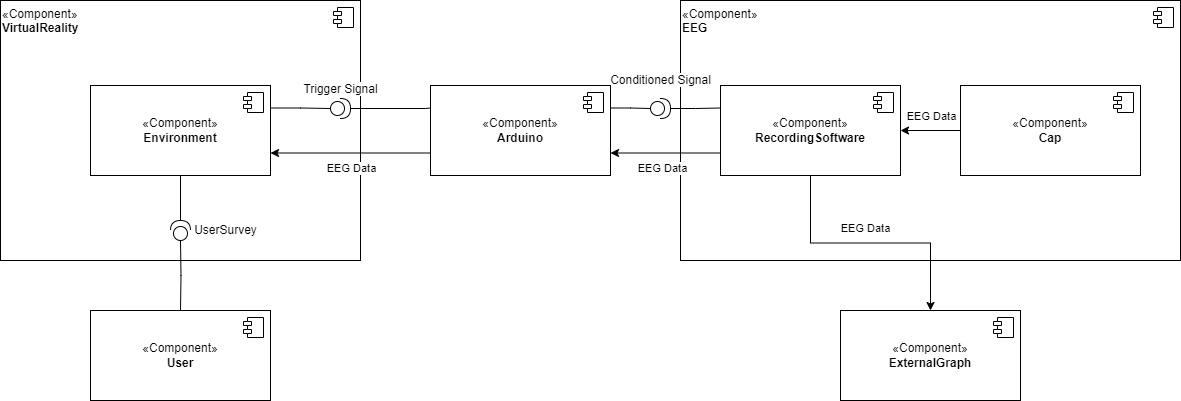 «Component»
VirtualReality
«Component»
EEG
Trigger Signal
Conditioned Signal
«Component»
Environment
«Component»
Arduino
«Component»
RecordingSoftware
EEG Data
«Component»
Cap
EEG Data
EEG Data
UserSurvey
EEG Data
«Component»
User
«Component»
ExternalGraph